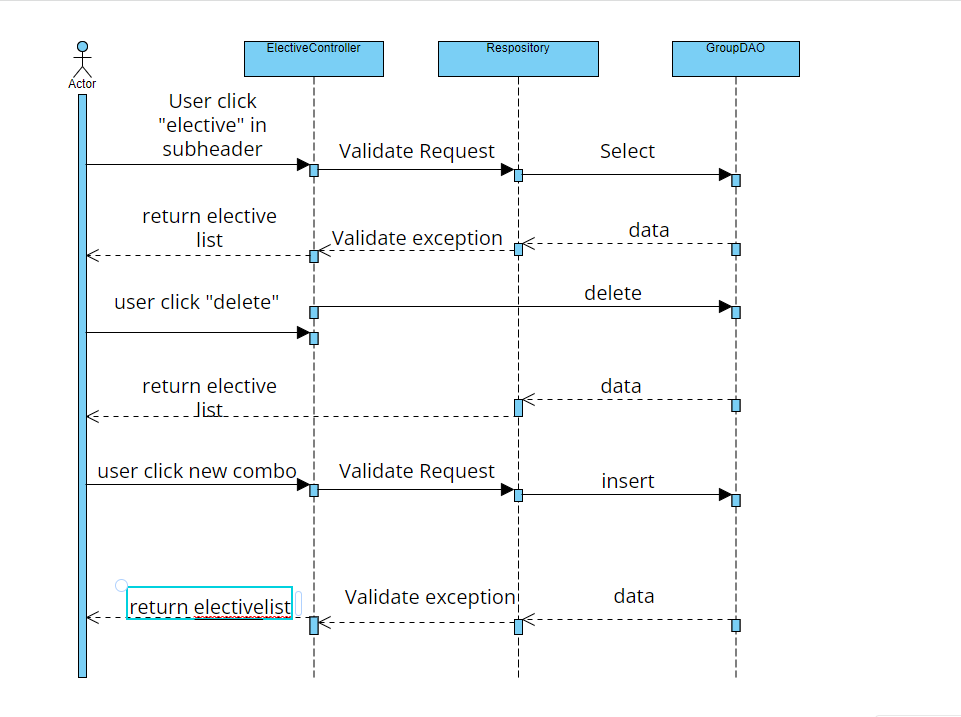 ElectiveController
Respository
GroupDAO
Actor
User click
"elective" in
subheader
Validate Request
Select
return elective
list
Validate exception
data
user click "delete"
delete
return elective
list
data
user click new combo
Validate Request
insert
return electivelist
Validate exception
data